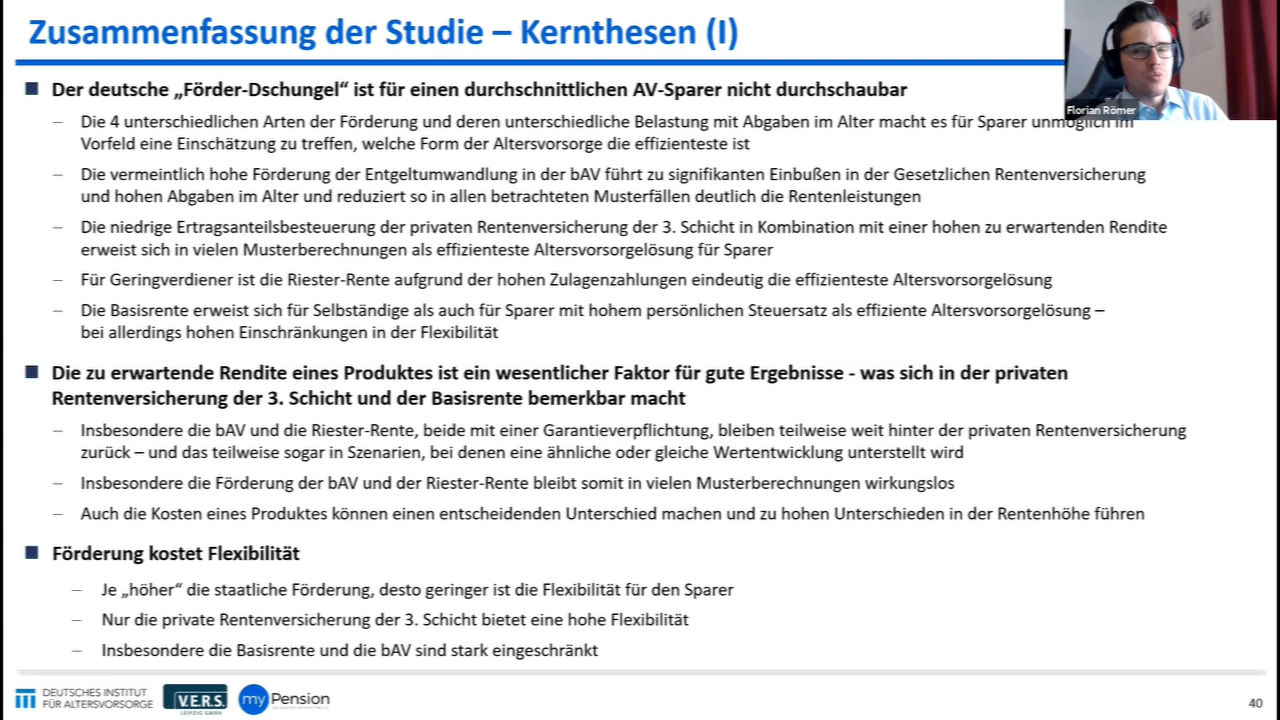 Zusammenfassung der Studie – Kernthesen (I)
Florian Römer
■ Der deutsche „Förder-Dschungel“ ist für einen durchschnittlichen AV-Sparer nicht durchschaubar
– Die 4 unterschiedlichen Arten der Förderung und deren unterschiedliche Belastung mit Abgaben im Alter macht es für Sparer unmöglich im
Vorfeld eine Einschätzung zu treffen, welche Form der Altersvorsorge die effizienteste ist
– Die vermeintlich hohe Förderung der Entgeltumwandlung in der bAV führt zu signifikanten Einbußen in der Gesetzlichen Rentenversicherung
und hohen Abgaben im Alter und reduziert so in allen betrachteten Musterfällen deutlich die Rentenleistungen
– Die niedrige Ertragsanteilsbesteuerung der privaten Rentenversicherung der 3. Schicht in Kombination mit einer hohen zu erwartenden Rendite
erweist sich in vielen Musterberechnungen als effizienteste Altersvorsorgelösung für Sparer
– Für Geringverdiener ist die Riester-Rente aufgrund der hohen Zulagenzahlungen eindeutig die effizienteste Altersvorsorgelösung
– Die Basisrente erweist sich für Selbständige als auch für Sparer mit hohem persönlichen Steuersatz als effiziente Altersvorsorgelösung –
bei allerdings hohen Einschränkungen in der Flexibilität
■ Die zu erwartende Rendite eines Produktes ist ein wesentlicher Faktor für gute Ergebnisse - was sich in der privaten
Rentenversicherung der 3. Schicht und der Basisrente bemerkbar macht
– Insbesondere die bAV und die Riester-Rente, beide mit einer Garantieverpflichtung, bleiben teilweise weit hinter der privaten Rentenversicherung
zurück – und das teilweise sogar in Szenarien, bei denen eine ähnliche oder gleiche Wertentwicklung unterstellt wird
– Insbesondere die Förderung der bAV und der Riester-Rente bleibt somit in vielen Musterberechnungen wirkungslos
– Auch die Kosten eines Produktes können einen entscheidenden Unterschied machen und zu hohen Unterschieden in der Rentenhöhe führen
■ Förderung kostet Flexibilität
– Je „höher“ die staatliche Förderung, desto geringer ist die Flexibilität für den Sparer
– Nur die private Rentenversicherung der 3. Schicht bietet eine hohe Flexibilität
– Insbesondere die Basisrente und die bAV sind stark eingeschränkt
DEUTSCHES INSTITUT
FÜR ALTERSVORSORGE
V.E.R.S.
LEIPZIG GMBH
myPension
40